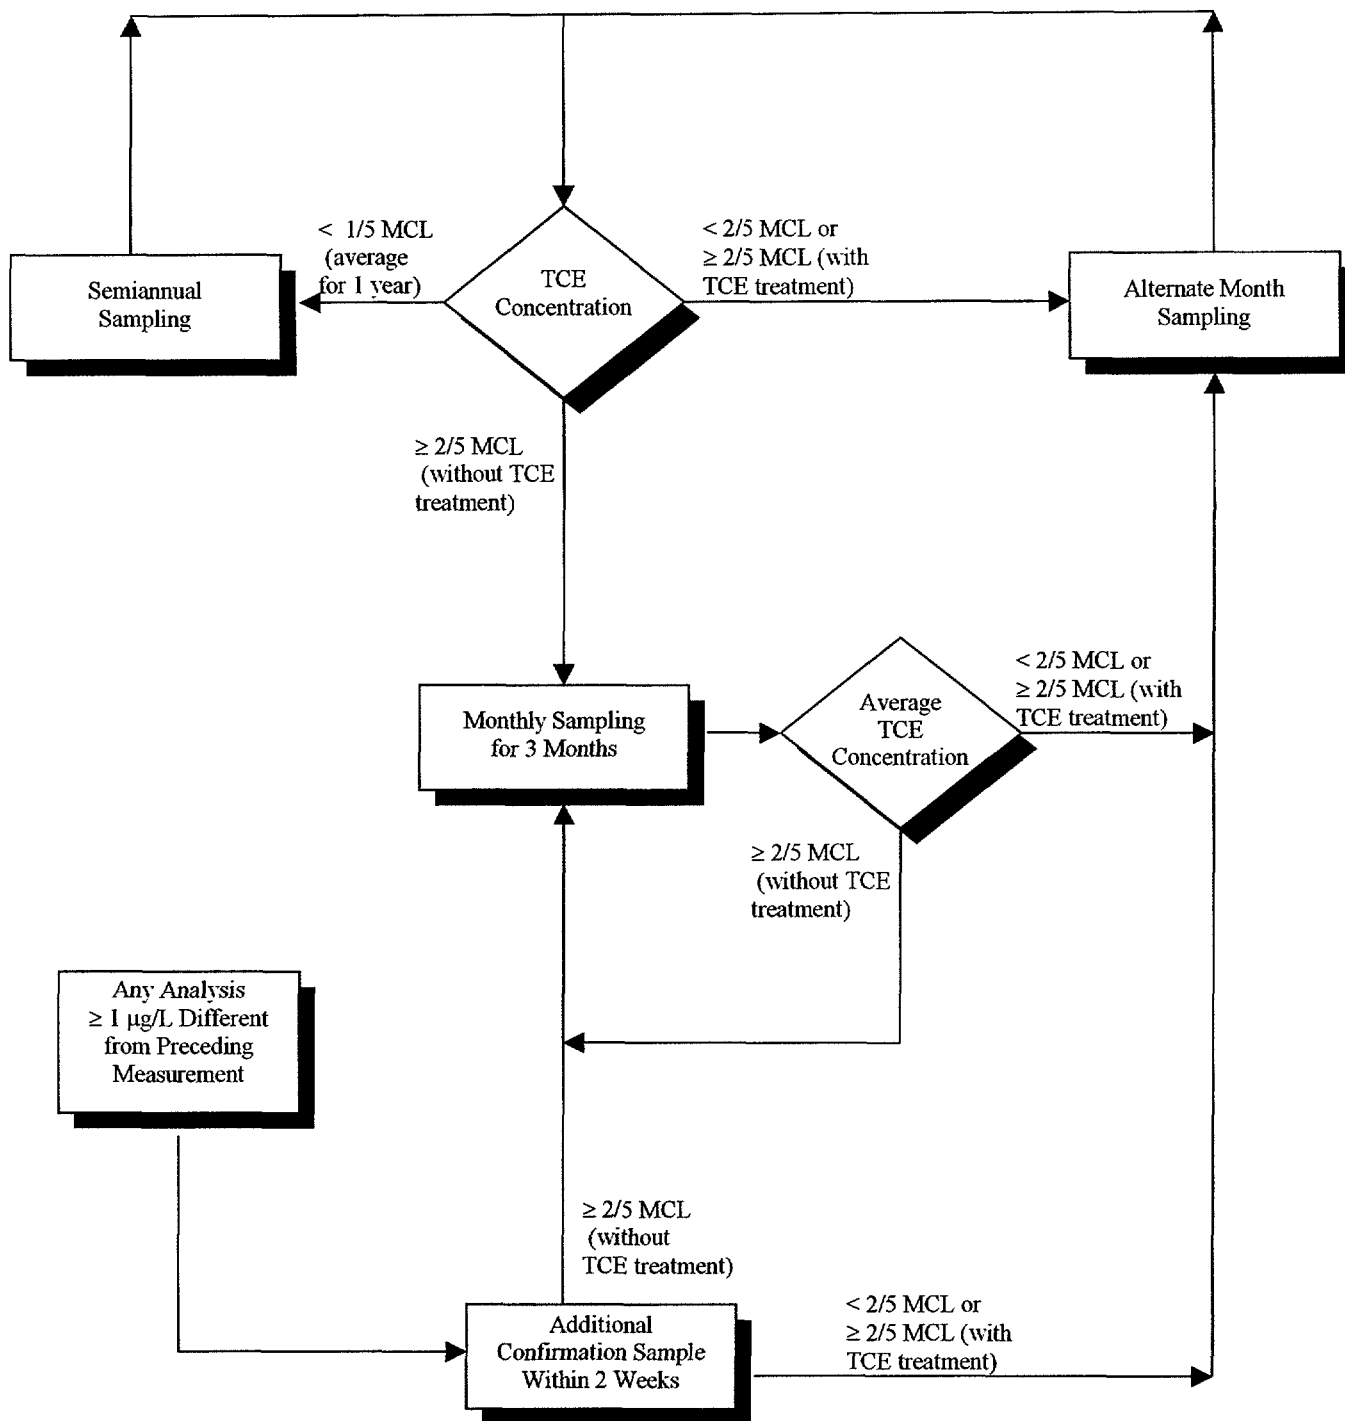 < 1/5 MCL
(average
for 1 year)
< 2/5 MCL or
≥ 2/5 MCL (with
TCE treatment)
Semiannual
Sampling
TCE
Concentration
Alternate Month
Sampling
≥ 2/5 MCL
(without TCE
treatment)
Monthly Sampling
for 3 Months
Average
TCE
Concentration
< 2/5 MCL or
≥ 2/5 MCL (with
TCE treatment)
≥ 2/5 MCL
(without TCE
treatment)
Any Analysis
≥ 1 µg/L Different
from Preceding
Measurement
≥ 2/5 MCL
(without
TCE treatment)
Additional
Confirmation Sample
Within 2 Weeks
< 2/5 MCL or
≥ 2/5 MCL (with
TCE treatment)